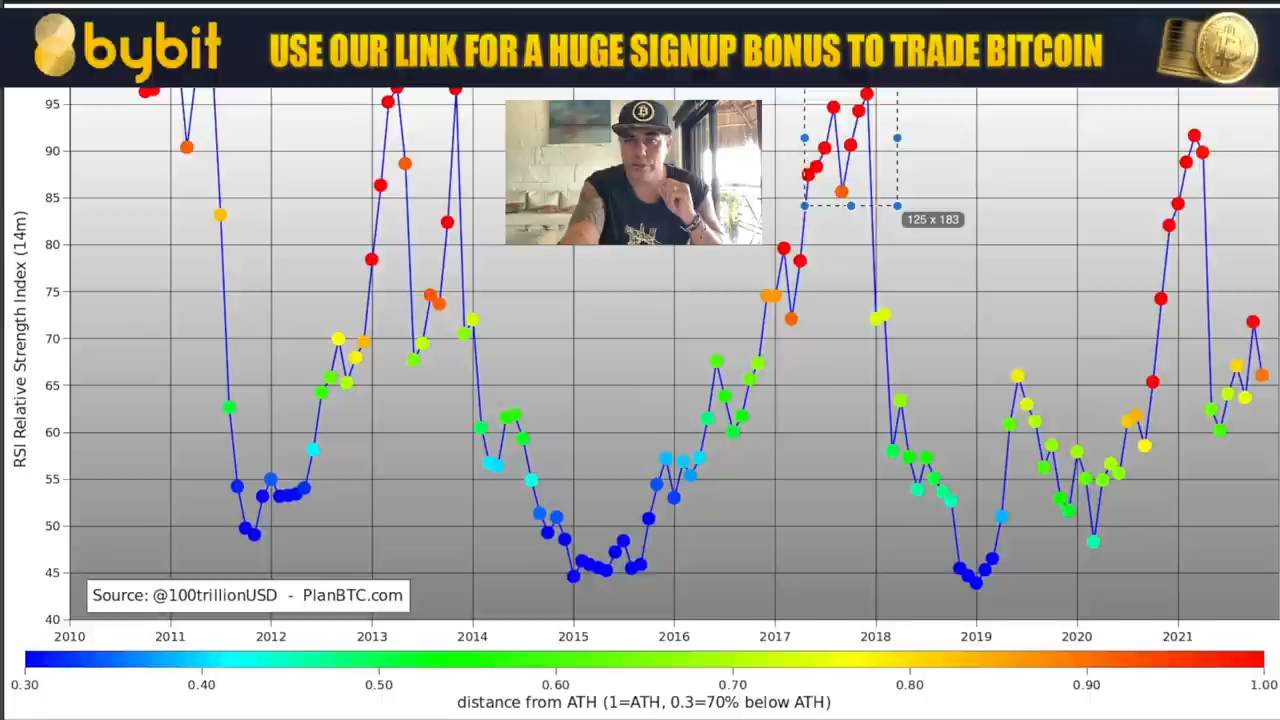 bybit
USE OUR LINK FOR A HUGE SIGNUP BONUS TO TRADE BITCOIN
RSI Relative Strength Index (14m)
95
90
85
80
75
70
65
60
55
50
45
40
125 x 183
Source: @100trillionUSD - PlanBTC.com
2010 2011 2012 2013 2014 2015 2016 2017 2018 2019 2020 2021
0.30 0.40 0.50 0.60 0.70 0.80 0.90 1.00
distance from ATH (1=ATH, 0.3=70% below ATH)